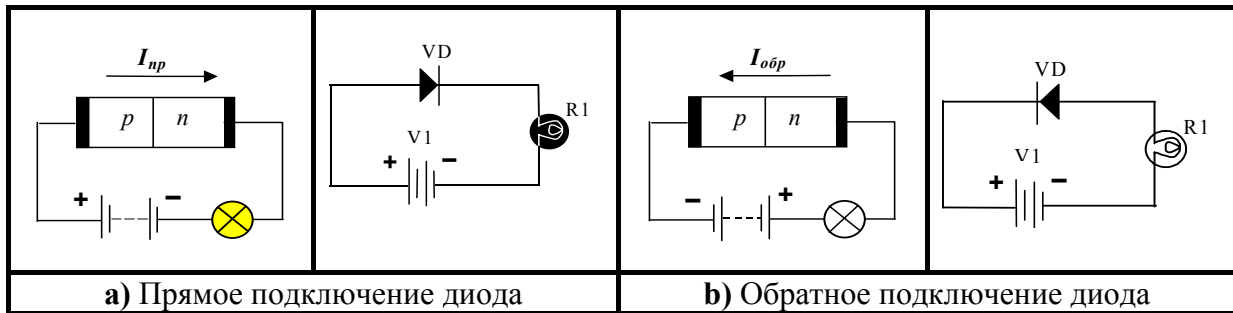 I пр
p n
+ −
VD
R1
V1
+ −
I обр
p n
- +
VD
R1
V1
+ -
a) Прямое подключение диода
b) Обратное подключение диода